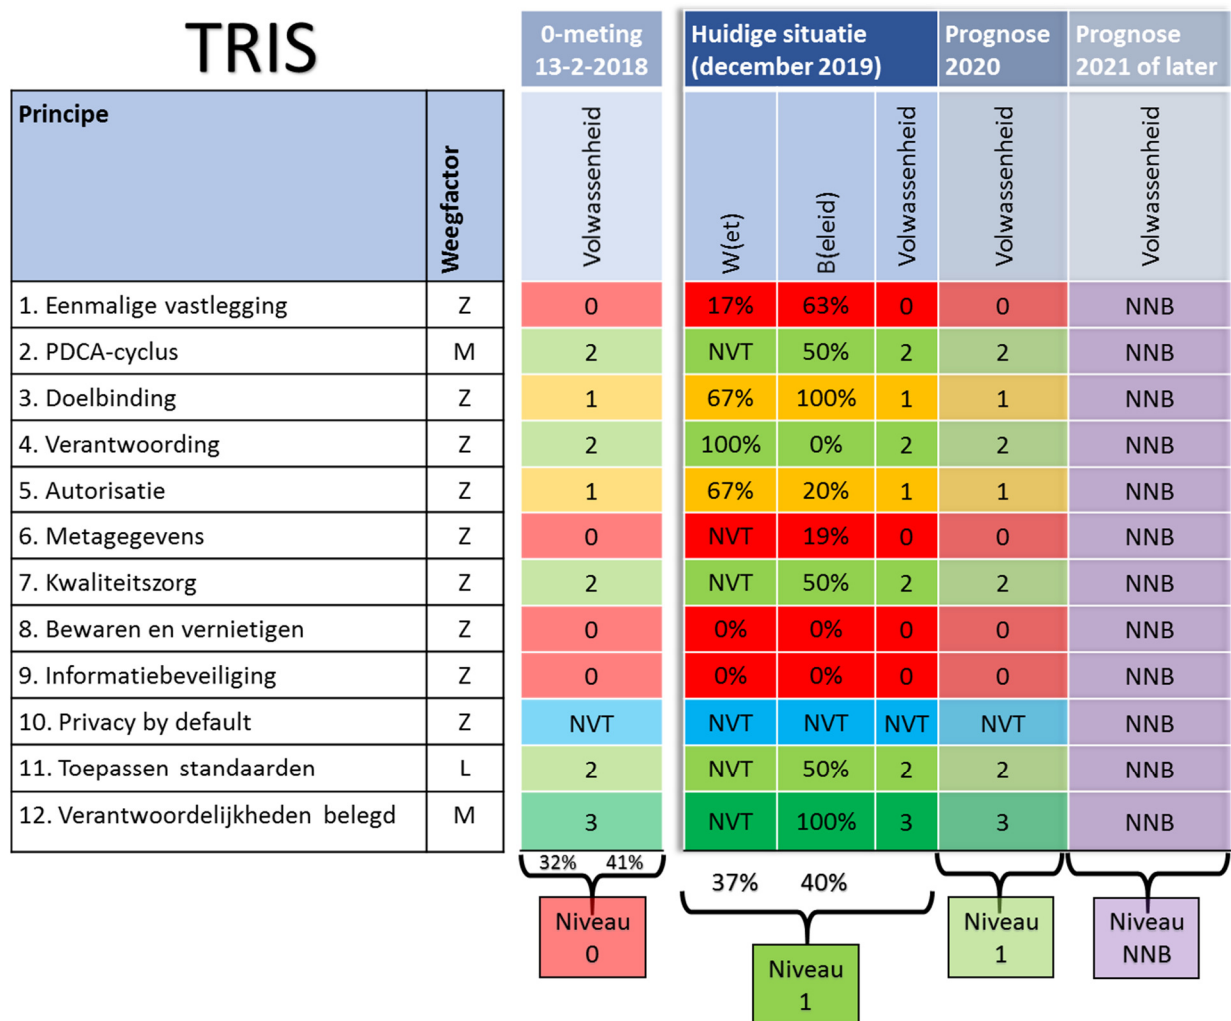 TRIS
0-meting
13-2-2018
Huidige situatie
(december 2019)
Prognose
2020
Prognose
2021 of later
Principe
Weegfactor
Volwassenheid
W(et)
B(eleid)
Volwassenheid
Volwassenheid
Volwassenheid
1. Eenmalige vastlegging Z 0 17% 63% 0 0 NNB
2. PDCA-cyclus M 2 NVT 50% 2 2 NNB
3. Doelbinding Z 1 67% 100% 1 1 NNB
4. Verantwoording Z 2 100% 0% 2 2 NNB
5. Autorisatie Z 1 67% 20% 1 1 NNB
6. Metagegevens Z 0 NVT 19% 0 0 NNB
7. Kwaliteitszorg Z 2 NVT 50% 2 2 NNB
8. Bewaren en vernietigen Z 0 0% 0% 0 0 NNB
9. Informatiebeveiliging Z 0 0% 0% 0 0 NNB
10. Privacy by default Z NVT NVT NVT NVT NVT NNB
11. Toepassen standaarden L 2 NVT 50% 2 2 NNB
12. Verantwoordelijkheden belegd M 3 NVT 100% 3 3 NNB
32% 41%
37% 40%
Niveau
0
Niveau
1
Niveau
1
Niveau
NNB